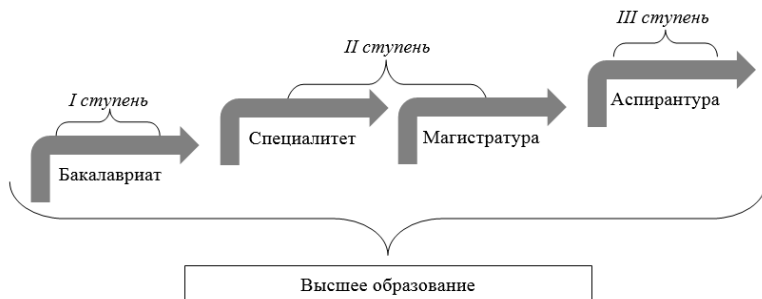 III ступень
II ступень
I ступень
Аспирантура
Специалитет
Магистратура
Бакалавриат
Высшее образование